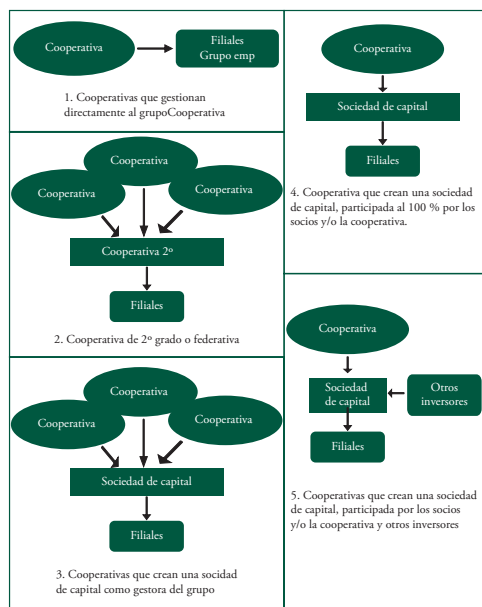 Cooperativa
Filiales
Grupo emp
1. Cooperativas que gestionan
directamente al grupoCooperativa
Cooperativa
Cooperativa
Cooperativa
Cooperativa 2º
Filiales
2. Cooperativa de 2º grado o federativa
Cooperativa
Cooperativa
Cooperativa
Sociedad de capital
Filiales
3. Cooperativas que crean una socidad
de capital como gestora del grupo
Cooperativa
Sociedad de capital
Filiales
4. Cooperativa que crean una sociedad
de capital, participada al 100 % por los
socios y/o la cooperativa.
Cooperativa
Sociedad
de capital
Otros
inversores
Filiales
5. Cooperativas que crean una sociedad
de capital, participada por los socios
y/o la cooperativa y otros inversores